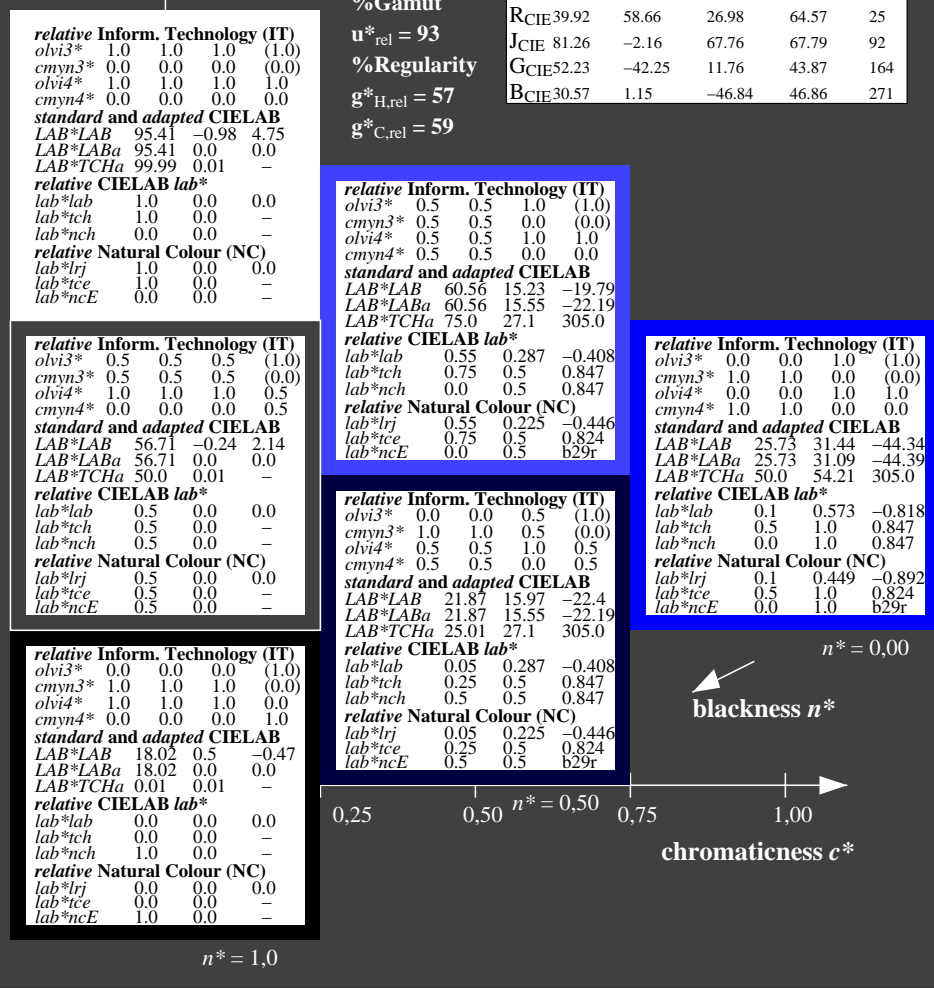 %Gamut
u*rel = 93
%Regularity
g*H,rel = 57
g*C,rel = 59
RCIE 39.92 58.66 26.98 64.57 25
JCIE 81.26 −2.16 67.76 67.79 92
GCIE 52.23 −42.25 11.76 43.87 164
BCIE 30.57 1.15 −46.84 46.86 271
relative Inform. Technology (IT)
olvi3* 1.0 1.0 1.0 (1.0)
cmyn3* 0.0 0.0 0.0 (0.0)
olvi4* 1.0 1.0 1.0 1.0
cmyn4* 0.0 0.0 0.0 0.0
standard and adapted CIELAB
LAB*LAB 95.41 −0.98 4.75
LAB*LABa 95.41 0.0 0.0
LAB*TCHa 99.99 0.01 –
relative CIELAB lab*
lab*lab 1.0 0.0 0.0
lab*tch 1.0 0.0 –
lab*nch 0.0 0.0 –
relative Natural Colour (NC)
lab*lrj 1.0 0.0 0.0
lab*tce 1.0 0.0 –
lab*ncE 0.0 0.0 –
relative Inform. Technology (IT)
olvi3* 0.5 0.5 1.0 (1.0)
cmyn3* 0.5 0.5 0.0 (0.0)
olvi4* 0.5 0.5 1.0 1.0
cmyn4* 0.5 0.5 0.0 0.0
standard and adapted CIELAB
LAB*LAB 60.56 15.23 −19.79
LAB*LABa 60.56 15.55 −22.19
LAB*TCHa 75.0 27.1 305.0
relative CIELAB lab*
lab*lab 0.55 0.287 −0.408
lab*tch 0.75 0.5 0.847
lab*nch 0.0 0.5 0.847
relative Natural Colour (NC)
lab*lrj 0.55 0.225 −0.446
lab*tce 0.75 0.5 0.824
lab*ncE 0.0 0.5 b29r
relative Inform. Technology (IT)
olvi3* 0.5 0.5 0.5 (1.0)
cmyn3* 0.5 0.5 0.5 (0.0)
olvi4* 1.0 1.0 1.0 0.5
cmyn4* 0.0 0.0 0.0 0.5
standard and adapted CIELAB
LAB*LAB 56.71 −0.24 2.14
LAB*LABa 56.71 0.0 0.0
LAB*TCHa 50.0 0.01 –
relative CIELAB lab*
lab*lab 0.5 0.0 0.0
lab*tch 0.5 0.0 –
lab*nch 0.5 0.0 –
relative Natural Colour (NC)
lab*lrj 0.5 0.0 0.0
lab*tce 0.5 0.0 –
lab*ncE 0.5 0.0 –
relative Inform. Technology (IT)
olvi3* 0.0 0.0 1.0 (1.0)
cmyn3* 1.0 1.0 0.0 (0.0)
olvi4* 0.0 0.0 1.0 1.0
cmyn4* 1.0 1.0 0.0 0.0
standard and adapted CIELAB
LAB*LAB 25.73 31.44 −44.34
LAB*LABa 25.73 31.09 −44.39
LAB*TCHa 50.0 54.21 305.0
relative CIELAB lab*
lab*lab 0.1 0.573 −0.818
lab*tch 0.5 1.0 0.847
lab*nch 0.0 1.0 0.847
relative Natural Colour (NC)
lab*lrj 0.1 0.449 −0.892
lab*tce 0.5 1.0 0.824
lab*ncE 0.0 1.0 b29r
relative Inform. Technology (IT)
olvi3* 0.0 0.0 0.5 (1.0)
cmyn3* 1.0 1.0 0.5 (0.0)
olvi4* 0.5 0.5 1.0 0.5
cmyn4* 0.5 0.5 0.0 0.5
standard and adapted CIELAB
LAB*LAB 21.87 15.97 −22.4
LAB*LABa 21.87 15.55 −22.19
LAB*TCHa 25.01 27.1 305.0
relative CIELAB lab*
lab*lab 0.05 0.287 −0.408
lab*tch 0.25 0.5 0.847
lab*nch 0.5 0.5 0.847
relative Natural Colour (NC)
lab*lrj 0.05 0.225 −0.446
lab*tce 0.25 0.5 0.824
lab*ncE 0.5 0.5 b29r
relative Inform. Technology (IT)
olvi3* 0.0 0.0 0.0 (1.0)
cmyn3* 1.0 1.0 1.0 (0.0)
olvi4* 1.0 1.0 1.0 0.0
cmyn4* 0.0 0.0 0.0 1.0
standard and adapted CIELAB
LAB*LAB 18.02 0.5 −0.47
LAB*LABa 18.02 0.0 0.0
LAB*TCHa 0.01 0.01 –
relative CIELAB lab*
lab*lab 0.0 0.0 0.0
lab*tch 0.0 0.0 –
lab*nch 1.0 0.0 –
relative Natural Colour (NC)
lab*lrj 0.0 0.0 0.0
lab*tce 0.0 0.0 –
lab*ncE 1.0 0.0 –
n* = 0,00
blackness n*
n* = 0,50
0,25 0,50 0,75 1,00
chromaticness c*
n* = 1,0